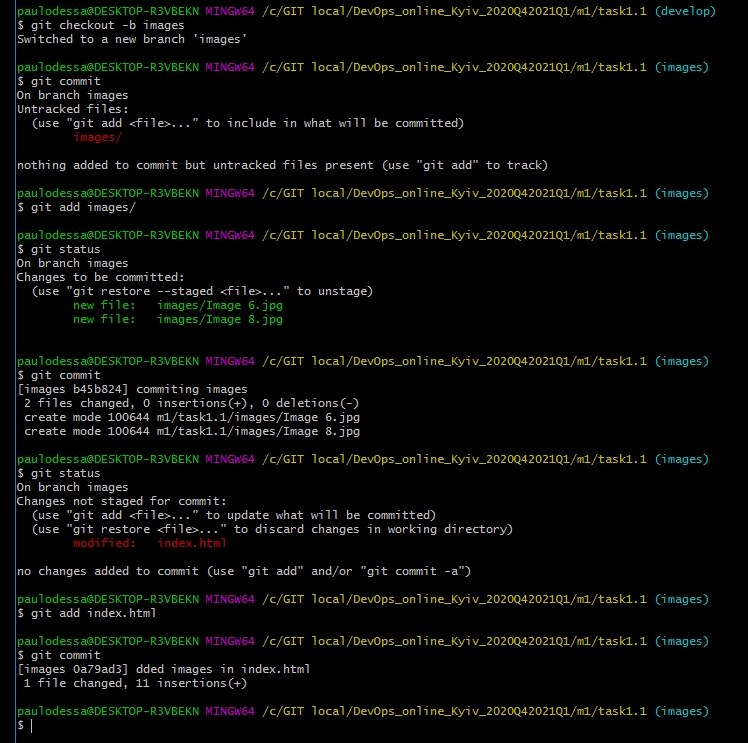 paulodessa@DESKTOP-R3VBEKN MINGW64 /c/GIT local/DevOps_online_Kyiv_2020Q42021Q1/m1/task1.1 (develop)
$ git checkout -b images
Switched to a new branch 'images'
paulodessa@DESKTOP-R3VBEKN MINGW64 /c/GIT local/DevOps_online_Kyiv_2020Q42021Q1/m1/task1.1 (images)
$ git commit
On branch images
Untracked files:
(use "git add <file>..." to include in what will be committed)
images/
nothing added to commit but untracked files present (use "git add" to track)
paulodessa@DESKTOP-R3VBEKN MINGW64 /c/GIT local/DevOps_online_Kyiv_2020Q42021Q1/m1/task1.1 (images)
$ git add images/
paulodessa@DESKTOP-R3VBEKN MINGW64 /c/GIT local/DevOps_online_Kyiv_2020Q42021Q1/m1/task1.1 (images)
$ git status
On branch images
Changes to be committed:
(use "git restore --staged <file>..." to unstage)
new file:   images/Image 6.jpg
new file:   images/Image 8.jpg
paulodessa@DESKTOP-R3VBEKN MINGW64 /c/GIT local/DevOps_online_Kyiv_2020Q42021Q1/m1/task1.1 (images)
$ git commit
[images b45b824] commiting images
2 files changed, 0 insertions(+), 0 deletions(-)
create mode 100644 m1/task1.1/images/Image 6.jpg
create mode 100644 m1/task1.1/images/Image 8.jpg
paulodessa@DESKTOP-R3VBEKN MINGW64 /c/GIT local/DevOps_online_Kyiv_2020Q42021Q1/m1/task1.1 (images)
$ git status
On branch images
Changes not staged for commit:
(use "git add <file>..." to update what will be committed)
(use "git restore <file>..." to discard changes in working directory)
modified:   index.html
no changes added to commit (use "git add" and/or "git commit -a")
paulodessa@DESKTOP-R3VBEKN MINGW64 /c/GIT local/DevOps_online_Kyiv_2020Q42021Q1/m1/task1.1 (images)
$ git add index.html
paulodessa@DESKTOP-R3VBEKN MINGW64 /c/GIT local/DevOps_online_Kyiv_2020Q42021Q1/m1/task1.1 (images)
$ git commit
[images 0a79ad3] dded images in index.html
1 file changed, 11 insertions(+)
paulodessa@DESKTOP-R3VBEKN MINGW64 /c/GIT local/DevOps_online_Kyiv_2020Q42021Q1/m1/task1.1 (images)
$